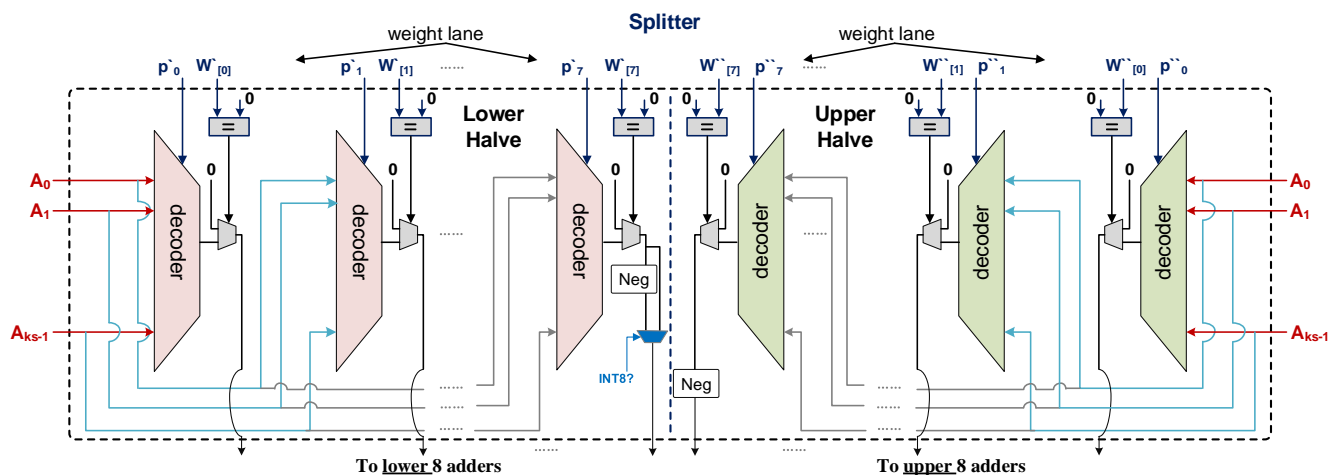 Splitter
weight lane
weight lane
p`0 W`[0] p`1 W`[1] ...... p`7 W`[7] W``[7] p``7 ...... W``[1] p``1 W``[0] p``0
0 0 0 0 0 0
= = = = = =
Lower
Halve
Upper
Halve
0 0 0 0 0 0
A0 A0
A1 A1
decoder decoder ...... decoder decoder ...... decoder decoder
Neg
Aks-1 Aks-1
INT8?
Neg
...... ......
...... ......
...... ......
To lower 8 adders ...... ...... To upper 8 adders